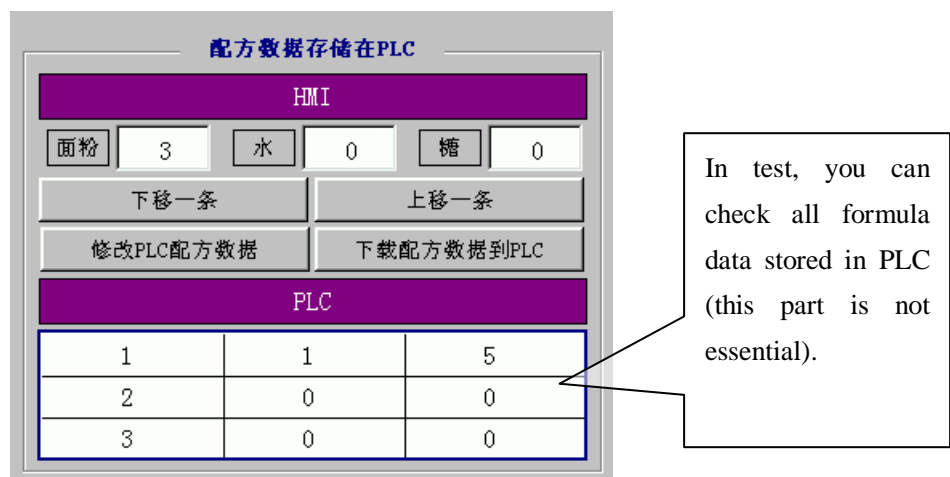 配方数据存储在PLC
HMI
面粉 3 水 0 糖 0
下移一条 上移一条
修改PLC配方数据 下载配方数据到PLC
PLC
1 1 5
2 0 0
3 0 0
In test, you can
check all formula
data stored in PLC
(this part is not
essential).